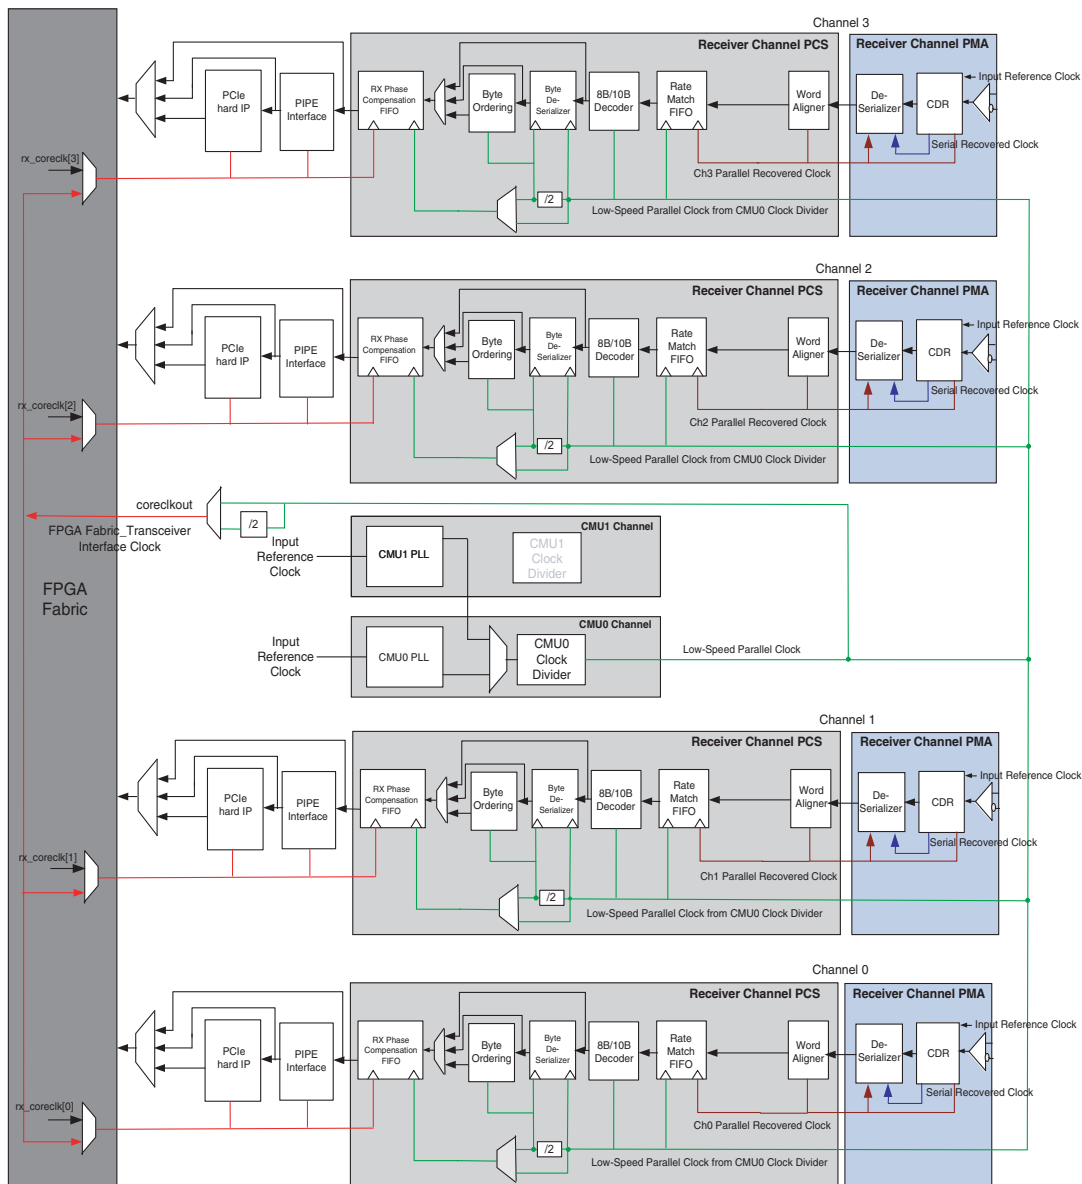 Channel 3
Receiver Channel PCS
Receiver Channel PMA
PCIe
hard IP
PIPE
Interface
RX Phase
Compensation
FIFO
Byte
Ordering
Byte
De-
Serializer
8B/10B
Decoder
Rate
Match
FIFO
Word
Aligner
De-
Serializer
CDR
Input Reference Clock
Serial Recovered Clock
rx_coreclk[3]
Ch3 Parallel Recovered Clock
/2
Low-Speed Parallel Clock from CMU0 Clock Divider
Channel 2
Receiver Channel PCS
Receiver Channel PMA
PCIe
hard IP
PIPE
Interface
RX Phase
Compensation
FIFO
Byte
Ordering
Byte
De-
Serializer
8B/10B
Decoder
Rate
Match
FIFO
Word
Aligner
De-
Serializer
CDR
Input Reference Clock
Serial Recovered Clock
rx_coreclk[2]
Ch2 Parallel Recovered Clock
/2
Low-Speed Parallel Clock from CMU0 Clock Divider
coreclkout
/2
FPGA Fabric_Transceiver
Interface Clock
FPGA
Fabric
Input
Reference
Clock
CMU1 PLL
CMU1 Channel
CMU1
Clock
Divider
Input
Reference
Clock
CMU0 PLL
CMU0 Channel
CMU0
Clock
Divider
Low-Speed Parallel Clock
Channel 1
Receiver Channel PCS
Receiver Channel PMA
PCIe
hard IP
PIPE
Interface
RX Phase
Compensation
FIFO
Byte
Ordering
Byte
De-
Serializer
8B/10B
Decoder
Rate
Match
FIFO
Word
Aligner
De-
Serializer
CDR
Input Reference Clock
Serial Recovered Clock
rx_coreclk[1]
Ch1 Parallel Recovered Clock
/2
Low-Speed Parallel Clock from CMU0 Clock Divider
Channel 0
Receiver Channel PCS
Receiver Channel PMA
PCIe
hard IP
PIPE
Interface
RX Phase
Compensation
FIFO
Byte
Ordering
Byte
De-
Serializer
8B/10B
Decoder
Rate
Match
FIFO
Word
Aligner
De-
Serializer
CDR
Input Reference Clock
Serial Recovered Clock
rx_coreclk[0]
Ch0 Parallel Recovered Clock
/2
Low-Speed Parallel Clock from CMU0 Clock Divider